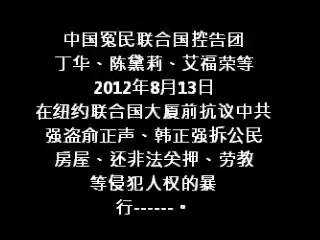 中国冤民联合国控告团
丁华、陈黛莉、艾福荣等
2012年8月13日
在纽约联合国大厦前抗议中共
强盗俞正声、韩正强拆公民
房屋、还非法关押、劳教
等侵犯人权的暴
行------。